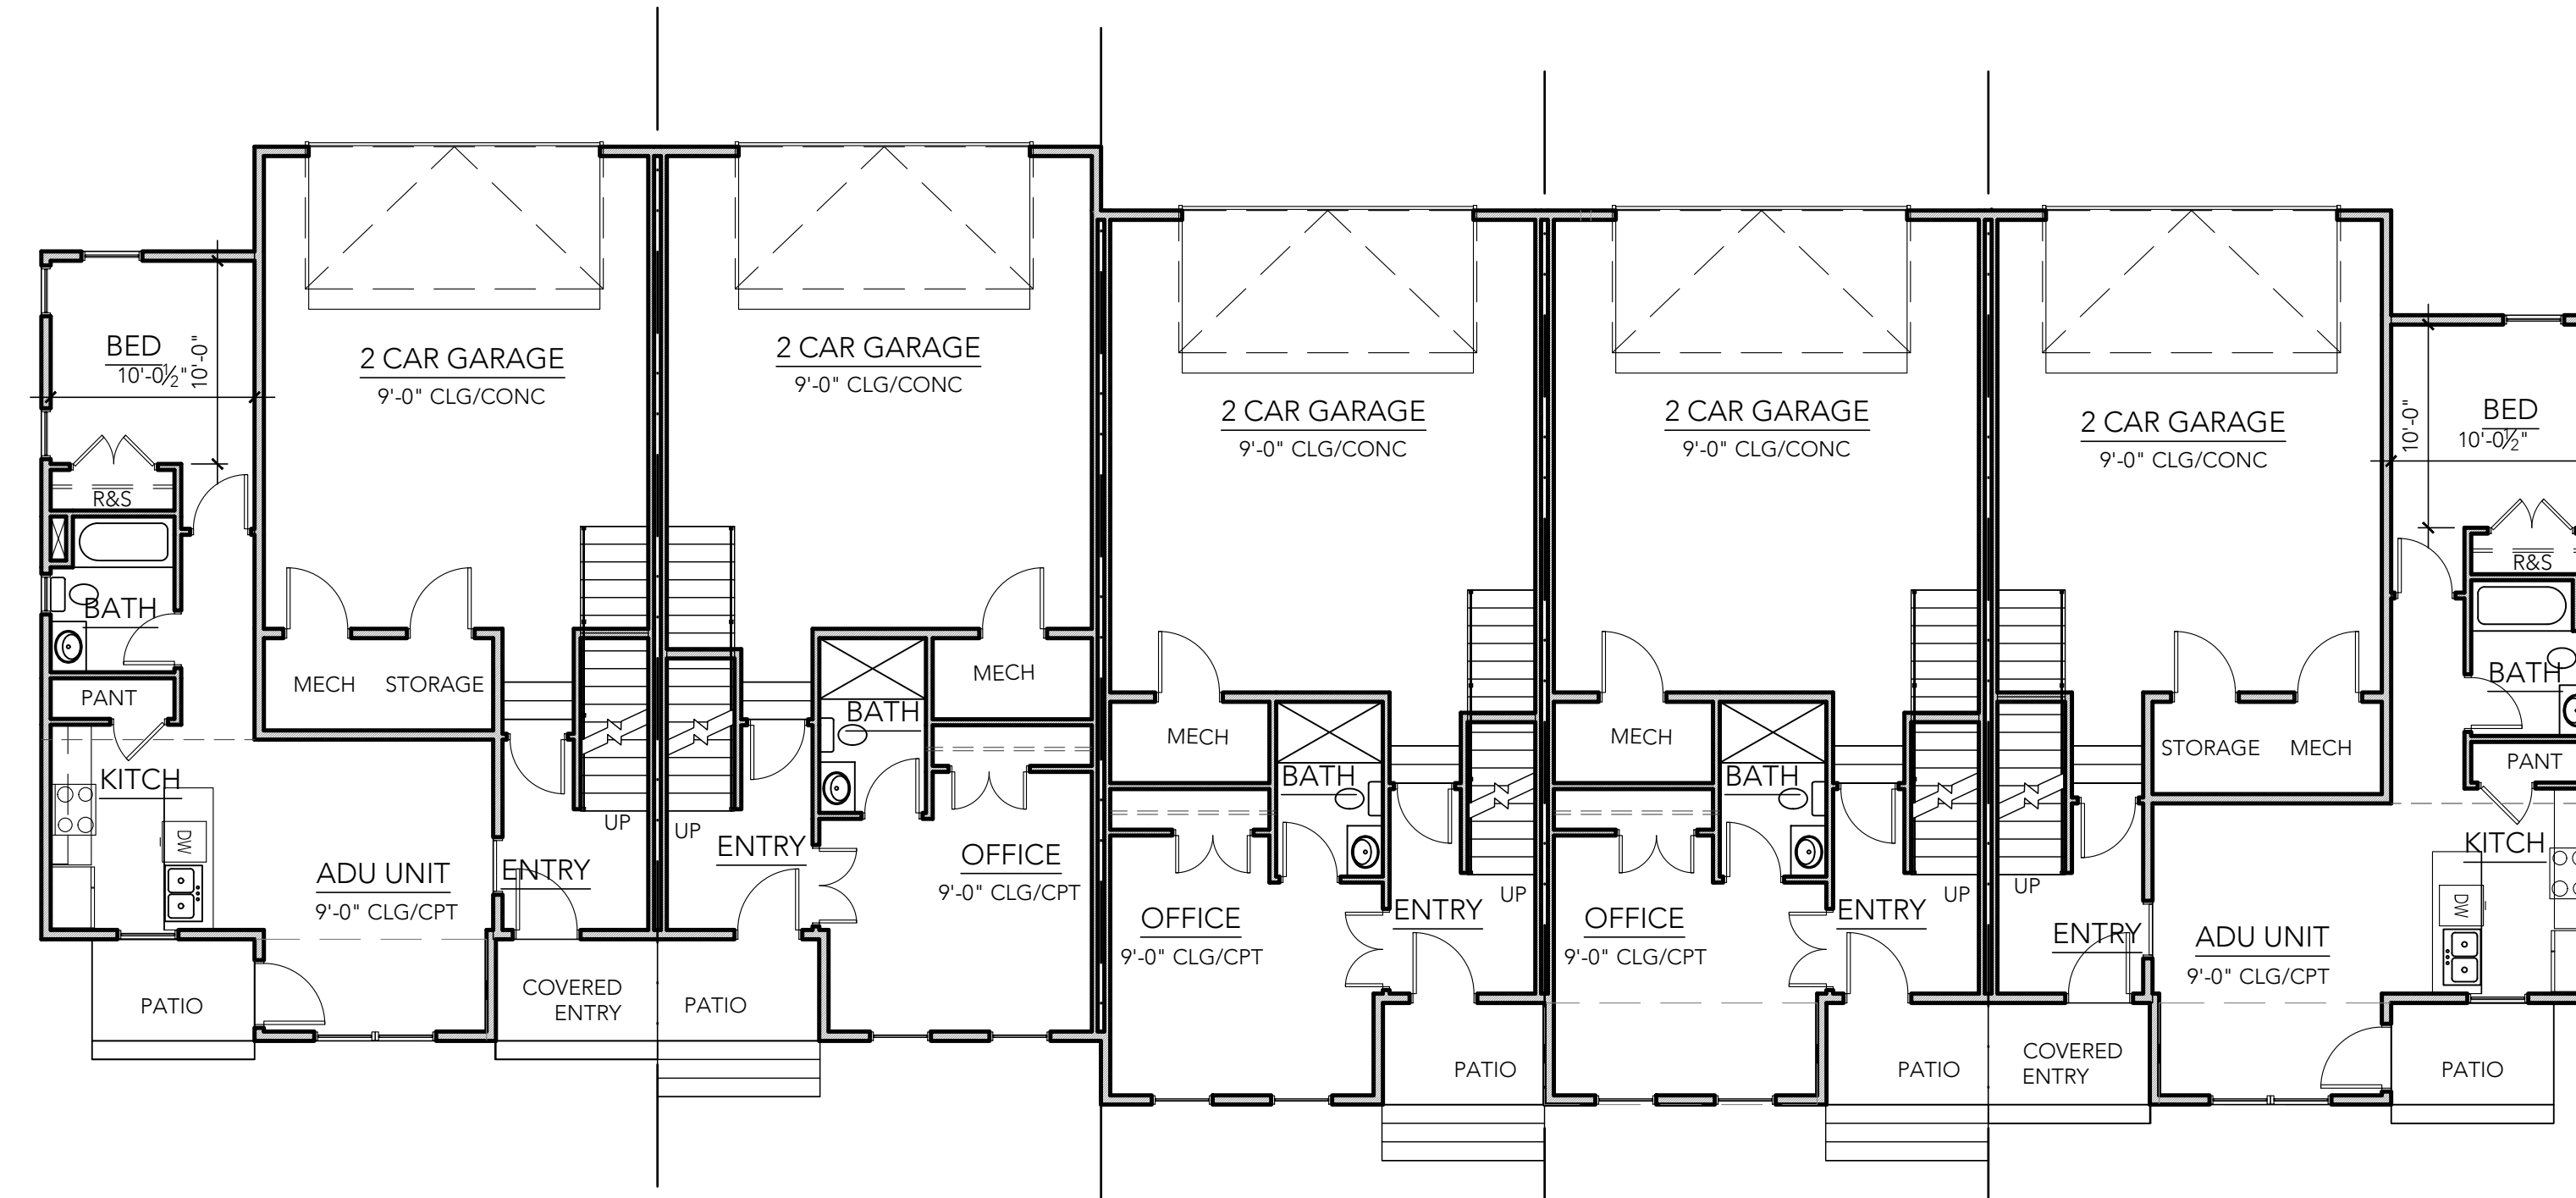 BED
10'-0½"
10'-0"
R&S
BATH
PANT
KITCH
DW
PATIO
2 CAR GARAGE
9'-0" CLG/CONC
MECH
STORAGE
ADU UNIT
9'-0" CLG/CPT
ENTRY
UP
COVERED
ENTRY
2 CAR GARAGE
9'-0" CLG/CONC
MECH
BATH
UP
ENTRY
OFFICE
9'-0" CLG/CPT
PATIO
2 CAR GARAGE
9'-0" CLG/CONC
MECH
BATH
UP
ENTRY
OFFICE
9'-0" CLG/CPT
PATIO
2 CAR GARAGE
9'-0" CLG/CONC
MECH
BATH
UP
ENTRY
OFFICE
9'-0" CLG/CPT
PATIO
2 CAR GARAGE
9'-0" CLG/CONC
STORAGE
MECH
UP
ENTRY
COVERED
ENTRY
ADU UNIT
9'-0" CLG/CPT
BED
10'-0½"
10'-0"
R&S
BATH
PANT
KITCH
DW
PATIO